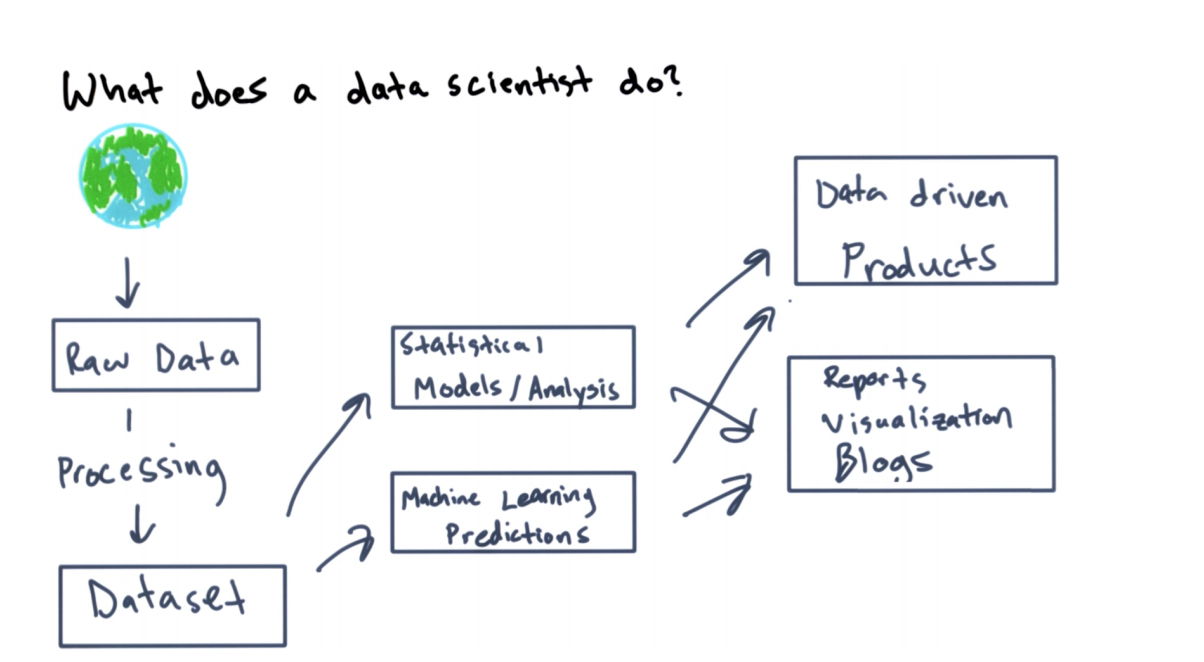 What does a data scientist do?
Raw Data
Processing
Dataset
Statistical
Models/Analysis
Machine Learning
Predictions
Data driven
Products
Reports
Visualization
Blogs